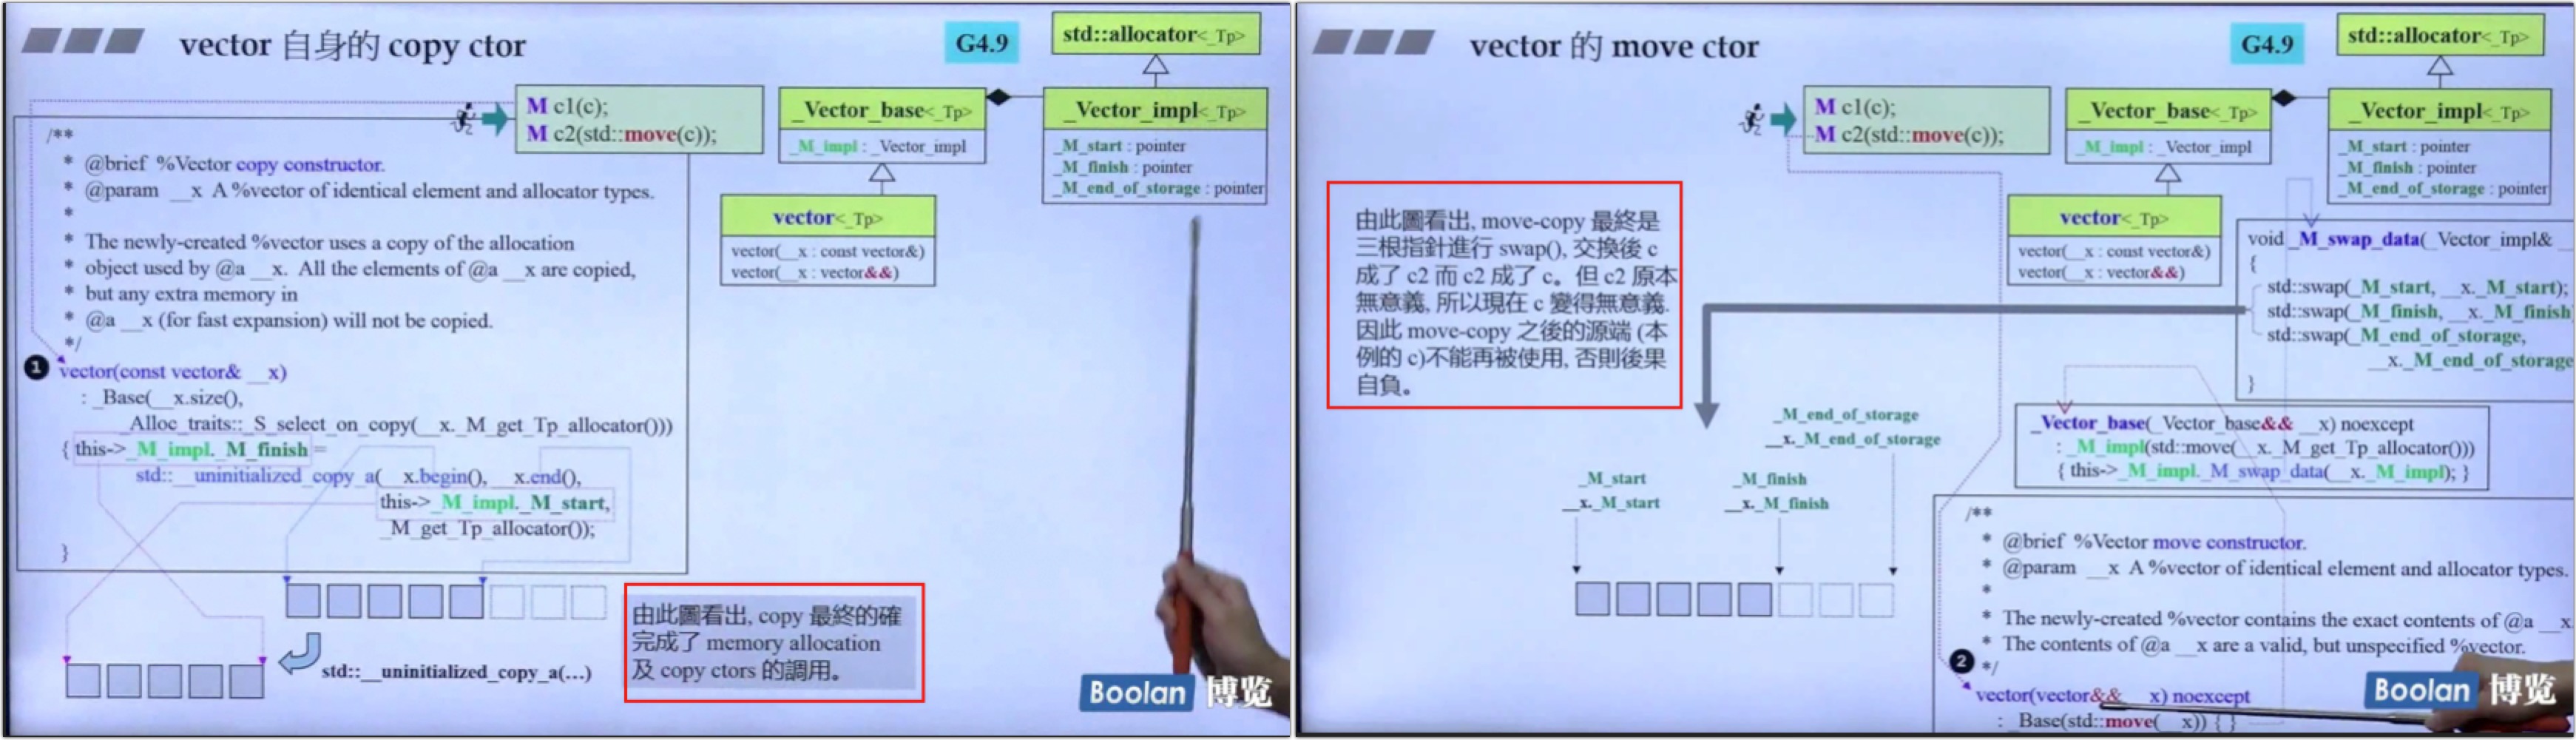 vector 自身的 copy ctor
G4.9
std::allocator<_Tp>
M c1(c);
M c2(std::move(c));
_Vector_base<_Tp>
_M_impl : _Vector_impl
_Vector_impl<_Tp>
_M_start : pointer
_M_finish : pointer
_M_end_of_storage : pointer
vector<_Tp>
vector(__x : const vector&)
vector(__x : vector&&)
/**
* @brief %Vector copy constructor.
* @param __x A %vector of identical element and allocator types.
*
* The newly-created %vector uses a copy of the allocation
* object used by @a __x. All the elements of @a __x are copied,
* but any extra memory in
* @a __x (for fast expansion) will not be copied.
*/
1 vector(const vector& __x)
: _Base(__x.size(),
_Alloc_traits::_S_select_on_copy(__x._M_get_Tp_allocator()))
{ this->_M_impl._M_finish =
std::__uninitialized_copy_a(__x.begin(), __x.end(),
this->_M_impl._M_start,
_M_get_Tp_allocator());
}
std::__uninitialized_copy_a(...)
由此圖看出, copy 最終的確
完成了 memory allocation
及 copy ctors 的調用。
Boolan 博览
vector 的 move ctor
G4.9
std::allocator<_Tp>
M c1(c);
M c2(std::move(c));
_Vector_base<_Tp>
_M_impl : _Vector_impl
_Vector_impl<_Tp>
_M_start : pointer
_M_finish : pointer
_M_end_of_storage : pointer
vector<_Tp>
vector(__x : const vector&)
vector(__x : vector&&)
由此圖看出, move-copy 最終是
三根指針進行 swap(), 交換後 c
成了 c2 而 c2 成了 c。但 c2 原本
無意義, 所以現在 c 變得無意義.
因此 move-copy 之後的源端 (本
例的 c)不能再被使用, 否則後果
自負。
void _M_swap_data(_Vector_impl& __
{
std::swap(_M_start, __x._M_start);
std::swap(_M_finish, __x._M_finish
std::swap(_M_end_of_storage,
__x._M_end_of_storage
}
_M_end_of_storage
__x._M_end_of_storage
_M_start
__x._M_start
_M_finish
__x._M_finish
_Vector_base(_Vector_base&& __x) noexcept
: _M_impl(std::move(__x._M_get_Tp_allocator()))
{ this->_M_impl._M_swap_data(__x._M_impl); }
/**
* @brief %Vector move constructor.
* @param __x A %vector of identical element and allocator types.
*
* The newly-created %vector contains the exact contents of @a __x
* The contents of @a __x are a valid, but unspecified %vector.
2 */
vector(vector&& __x) noexcept
: _Base(std::move(__x)) { }
Boolan 博览